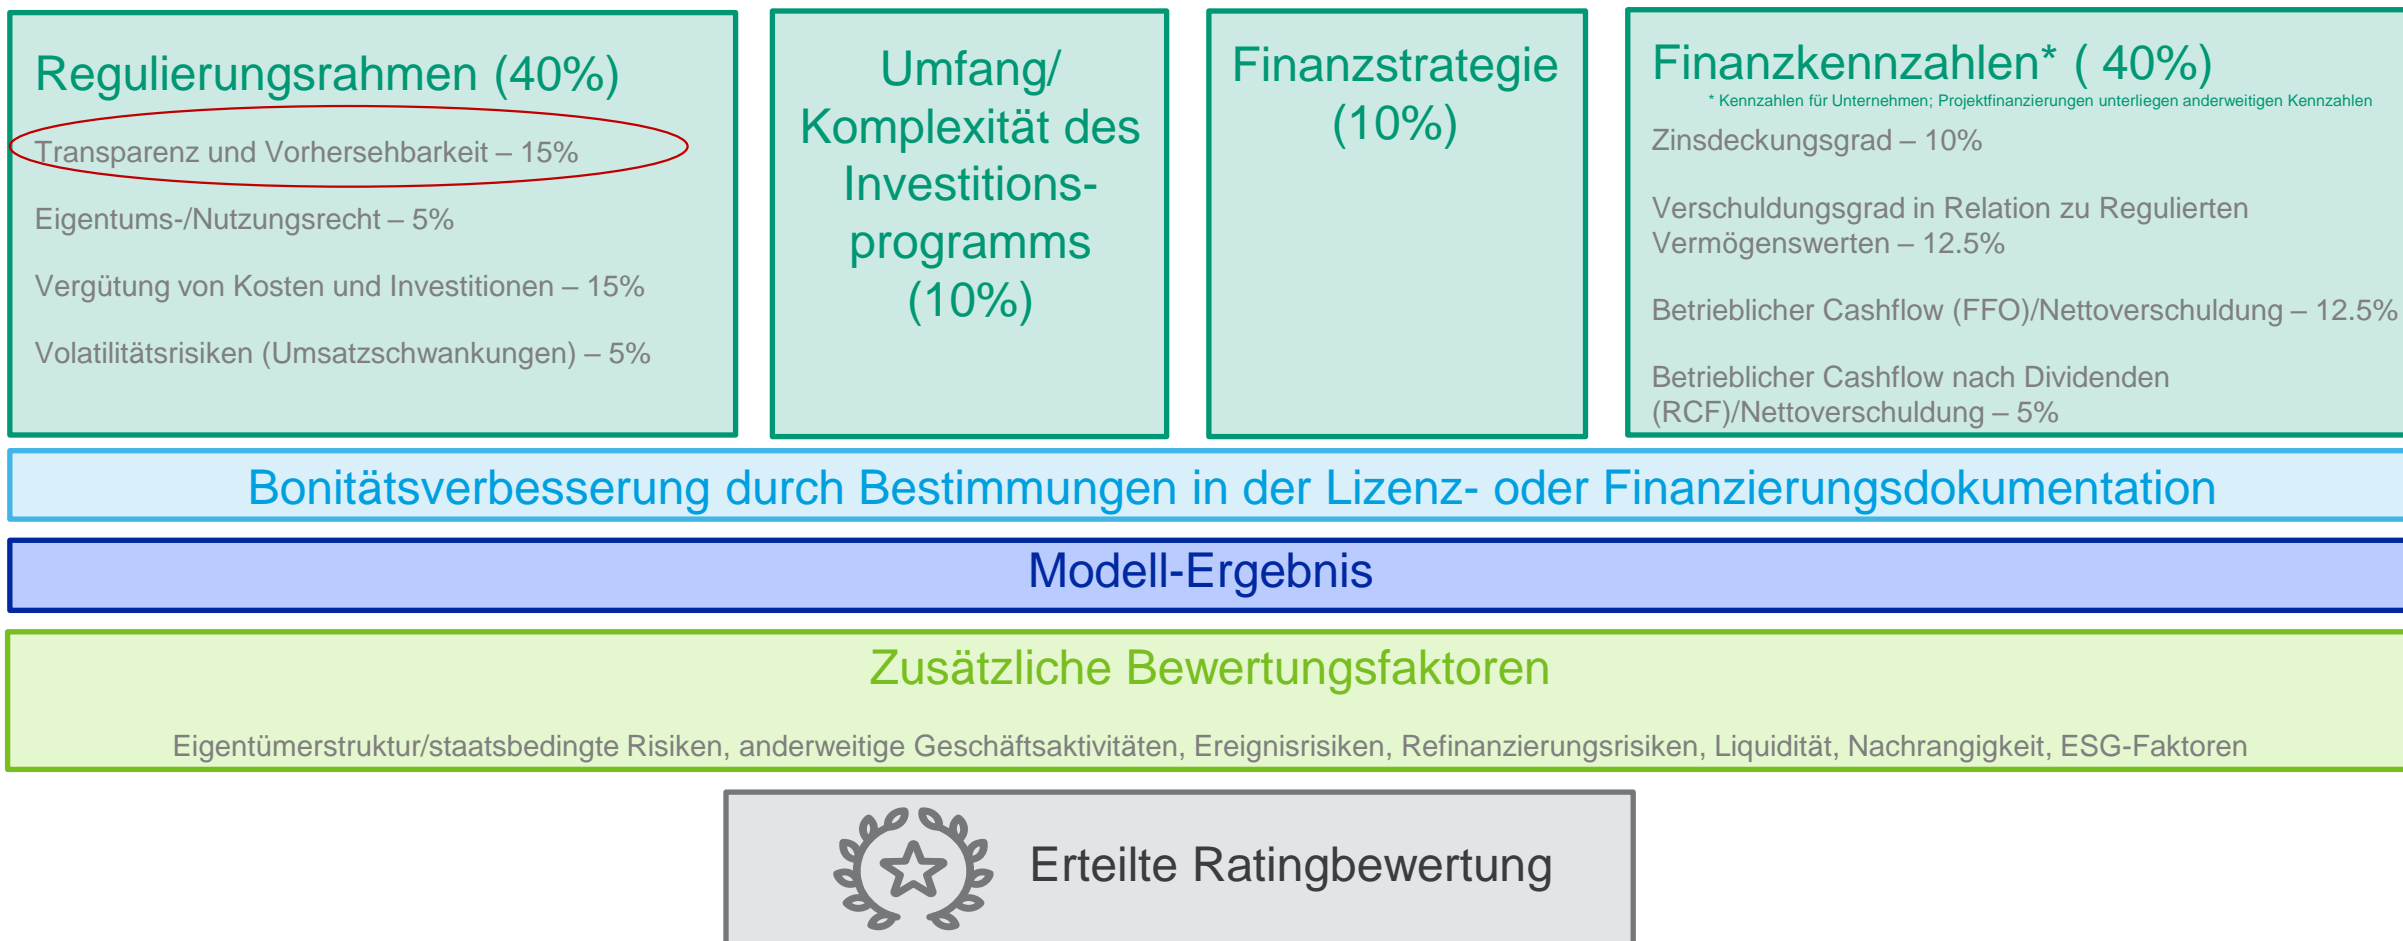 Regulierungsrahmen (40%)
Transparenz und Vorhersehbarkeit – 15%
Eigentums-/Nutzungsrecht – 5%
Vergütung von Kosten und Investitionen – 15%
Volatilitätsrisiken (Umsatzschwankungen) – 5%
Umfang/
Komplexität des
Investitions-
programms
(10%)
Finanzstrategie
(10%)
Finanzkennzahlen* ( 40%)
* Kennzahlen für Unternehmen; Projektfinanzierungen unterliegen anderweitigen Kennzahlen
Zinsdeckungsgrad – 10%
Verschuldungsgrad in Relation zu Regulierten
Vermögenswerten – 12.5%
Betrieblicher Cashflow (FFO)/Nettoverschuldung – 12.5%
Betrieblicher Cashflow nach Dividenden
(RCF)/Nettoverschuldung – 5%
Bonitätsverbesserung durch Bestimmungen in der Lizenz- oder Finanzierungsdokumentation
Modell-Ergebnis
Zusätzliche Bewertungsfaktoren
Eigentümerstruktur/staatsbedingte Risiken, anderweitige Geschäftsaktivitäten, Ereignisrisiken, Refinanzierungsrisiken, Liquidität, Nachrangigkeit, ESG-Faktoren
Erteilte Ratingbewertung